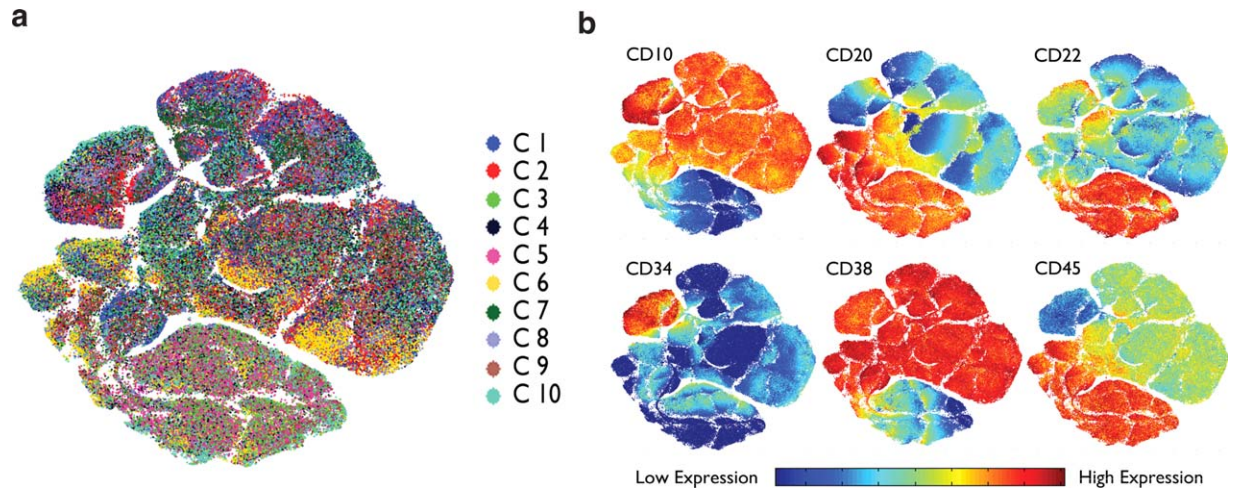 a
C 1
C 2
C 3
C 4
C 5
C 6
C 7
C 8
C 9
C 10
b
CD10
CD20
CD22
CD34
CD38
CD45
Low Expression
High Expression